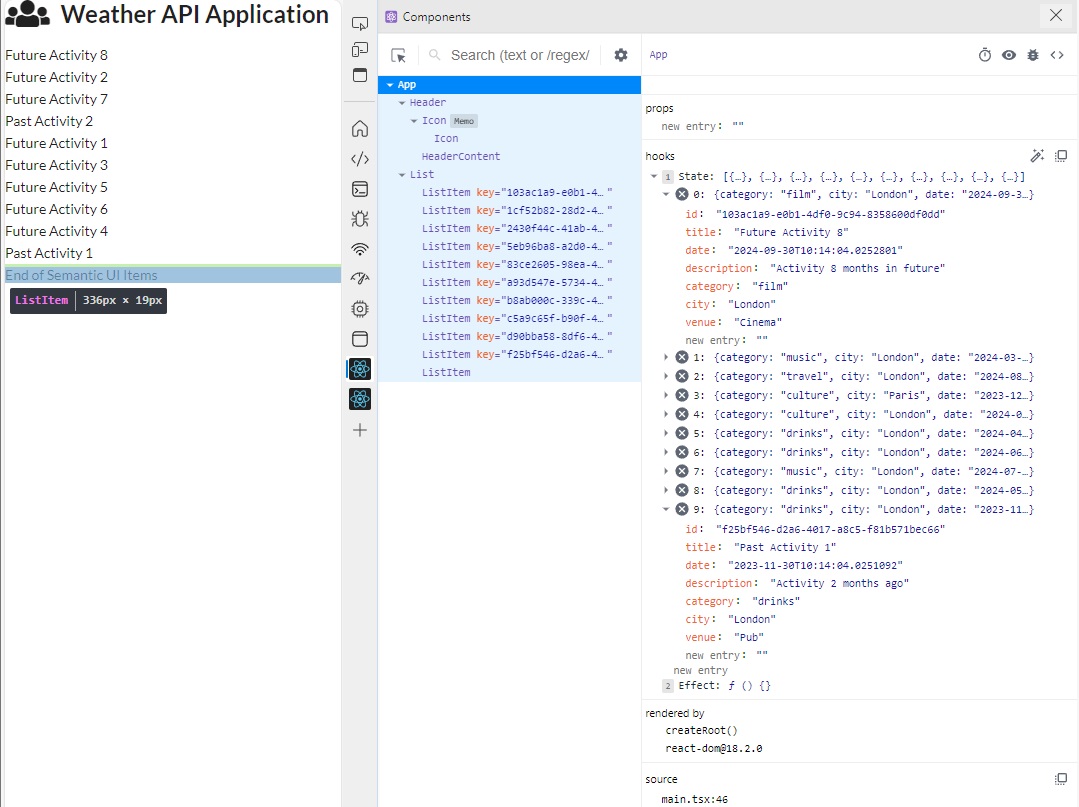 Weather API Application
Future Activity 8
Future Activity 2
Future Activity 7
Past Activity 2
Future Activity 1
Future Activity 3
Future Activity 5
Future Activity 6
Future Activity 4
Past Activity 1
End of Semantic UI Items
ListItem 336px × 19px
Components
Search (text or /regex/
App
Header
Icon Memo
Icon
HeaderContent
List
ListItem key="103ac1a9-e0b1-4… "
ListItem key="1cf52b82-28d2-4… "
ListItem key="2430f44c-41ab-4… "
ListItem key="5eb96ba8-a2d0-4… "
ListItem key="83ce2605-98ea-4… "
ListItem key="a93d547e-5734-4… "
ListItem key="b8ab000c-339c-4… "
ListItem key="c5a9c65f-b90f-4… "
ListItem key="d90bba58-8df6-4… "
ListItem key="f25bf546-d2a6-4… "
ListItem
App
props
new entry: ""
hooks
1 State: [{…}, {…}, {…}, {…}, {…}, {…}, {…}, {…}, {…}, {…}]
0: {category: "film", city: "London", date: "2024-09-3…}
id: "103ac1a9-e0b1-4df0-9c94-8358600df0dd"
title: "Future Activity 8"
date: "2024-09-30T10:14:04.0252801"
description: "Activity 8 months in future"
category: "film"
city: "London"
venue: "Cinema"
new entry: ""
1: {category: "music", city: "London", date: "2024-03-…}
2: {category: "travel", city: "London", date: "2024-08…}
3: {category: "culture", city: "Paris", date: "2023-12…}
4: {category: "culture", city: "London", date: "2024-0…}
5: {category: "drinks", city: "London", date: "2024-04…}
6: {category: "drinks", city: "London", date: "2024-06…}
7: {category: "music", city: "London", date: "2024-07-…}
8: {category: "drinks", city: "London", date: "2024-05…}
9: {category: "drinks", city: "London", date: "2023-11…}
id: "f25bf546-d2a6-4017-a8c5-f81b571bec66"
title: "Past Activity 1"
date: "2023-11-30T10:14:04.0251092"
description: "Activity 2 months ago"
category: "drinks"
city: "London"
venue: "Pub"
new entry: ""
new entry
2 Effect: ƒ () {}
rendered by
createRoot()
react-dom@18.2.0
source
main.tsx:46